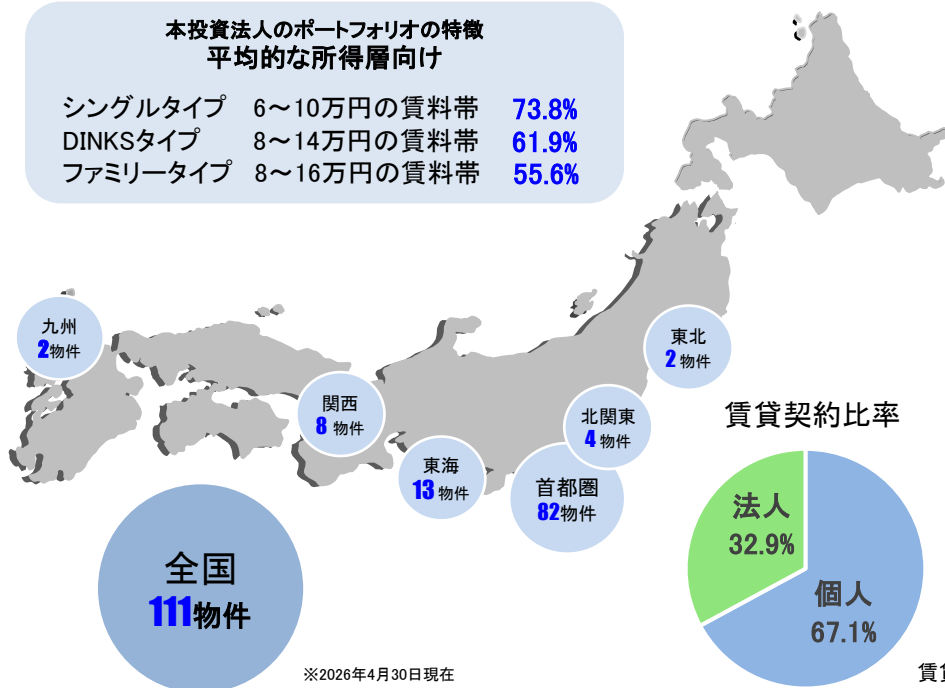 本投資法人のポートフォリオの特徴
平均的な所得層向け
シングルタイプ 6～10万円の賃料帯 73.8%
DINKSタイプ 8～14万円の賃料帯 61.9%
ファミリータイプ 8～16万円の賃料帯 55.6%
九州
2物件
東北
2 物件
関西
8 物件
北関東
4 物件
東海
13 物件
首都圏
82物件
全国
111物件
※2026年4月30日現在
賃貸契約比率
法人
32.9%
個人
67.1%
賃貸